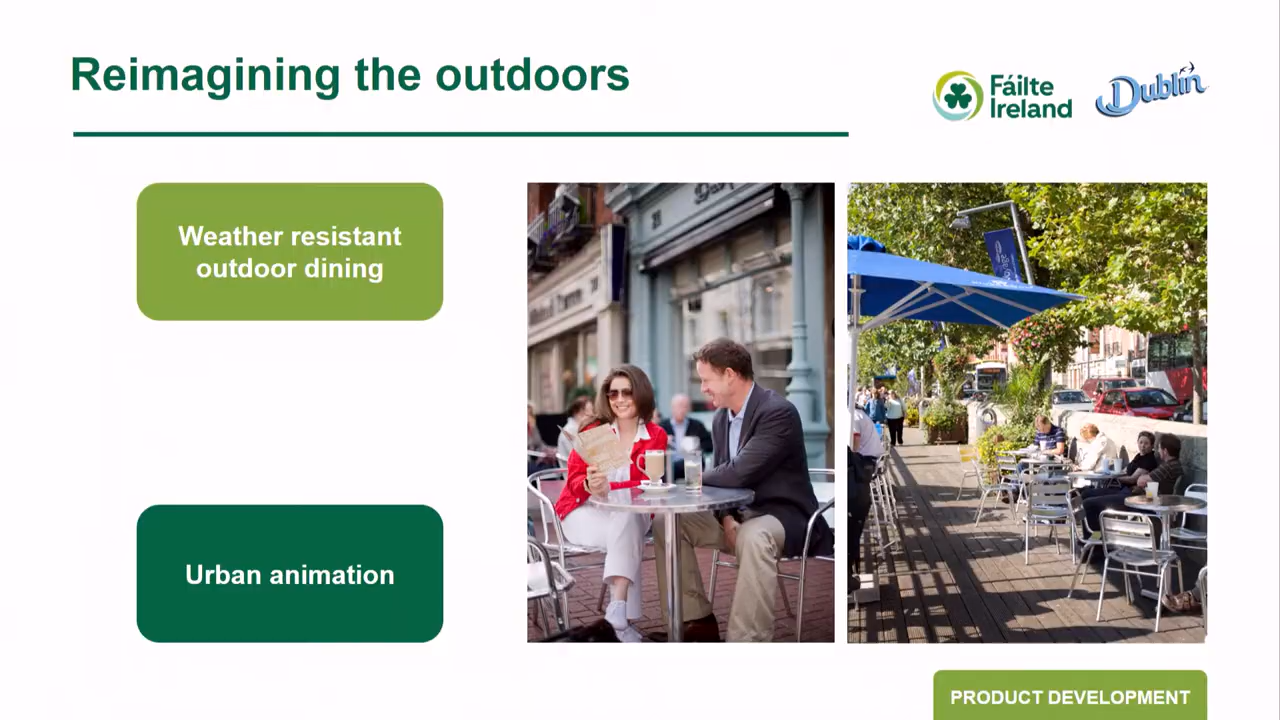 Reimagining the outdoors
Fáilte
Ireland
Dublin
Weather resistant
outdoor dining
Urban animation
PRODUCT DEVELOPMENT